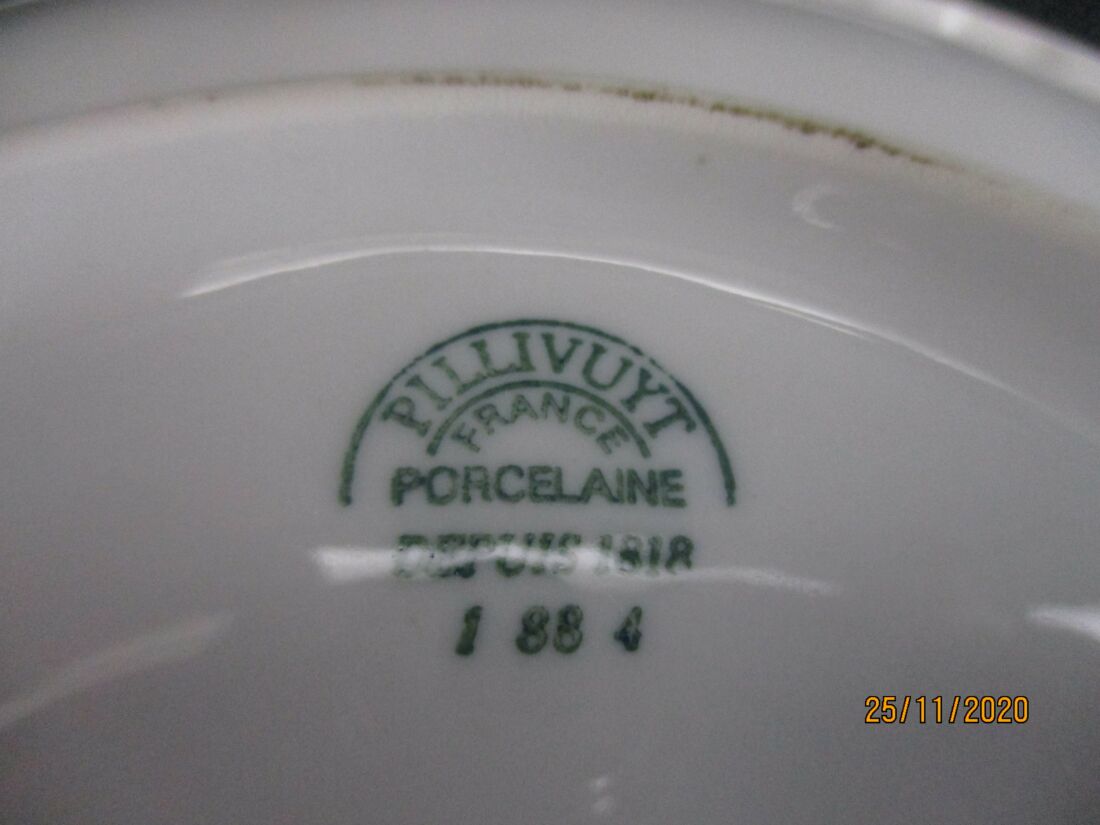 PILLIVUYT
FRANCE
PORCELAINE
DEPUIS 1818
1 88 4
25/11/2020